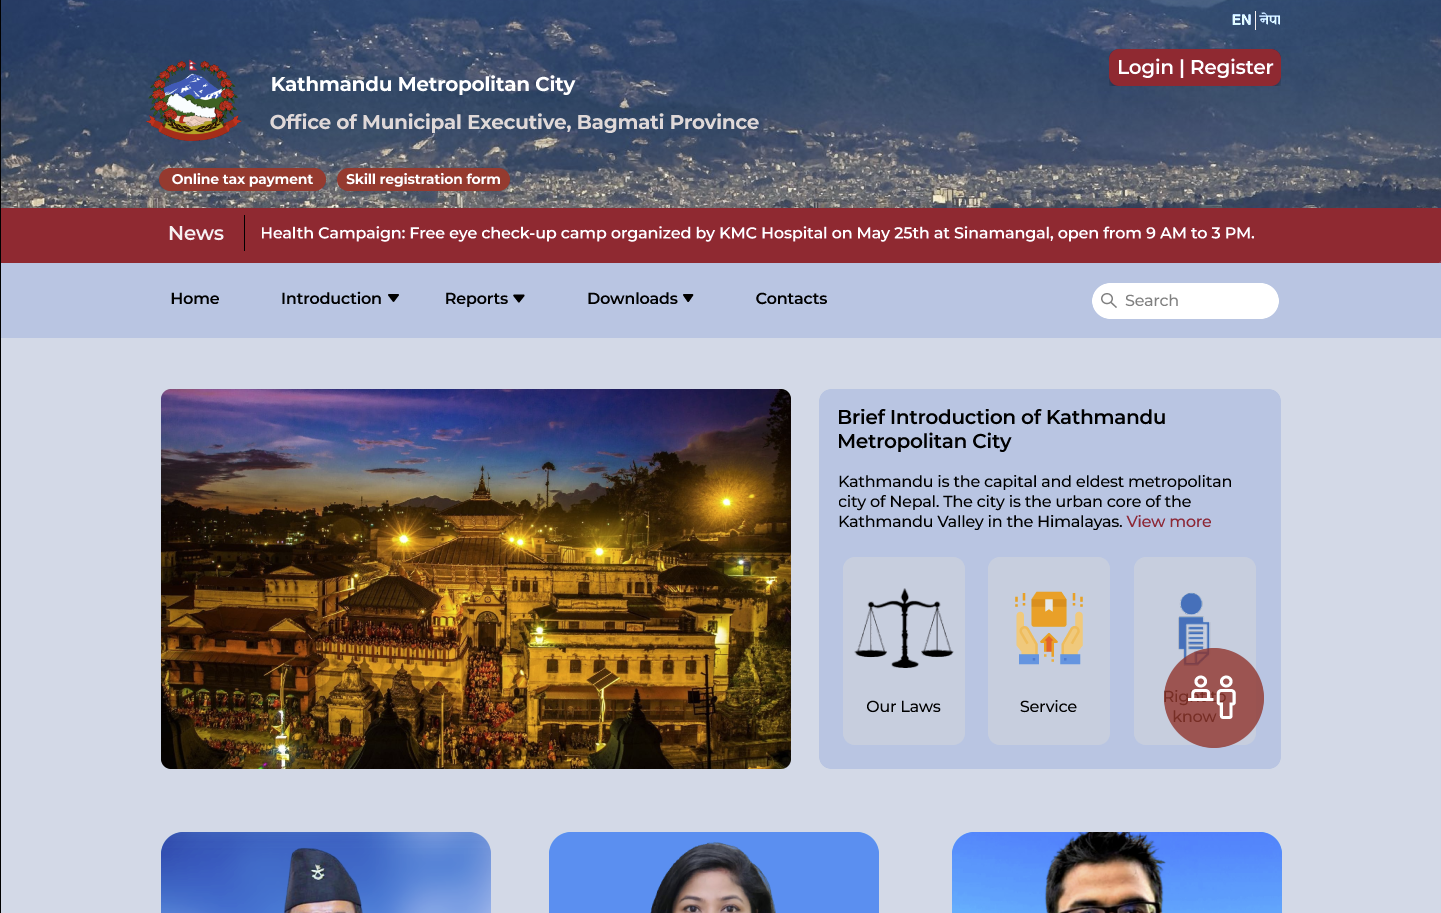 EN | नेपा
Login | Register
Kathmandu Metropolitan City
Office of Municipal Executive, Bagmati Province
Online tax payment
Skill registration form
News
Health Campaign: Free eye check-up camp organized by KMC Hospital on May 25th at Sinamangal, open from 9 AM to 3 PM.
Home
Introduction
Reports
Downloads
Contacts
Search
Brief Introduction of Kathmandu
Metropolitan City
Kathmandu is the capital and eldest metropolitan
city of Nepal. The city is the urban core of the
Kathmandu Valley in the Himalayas. View more
Our Laws
Service
Right to
know